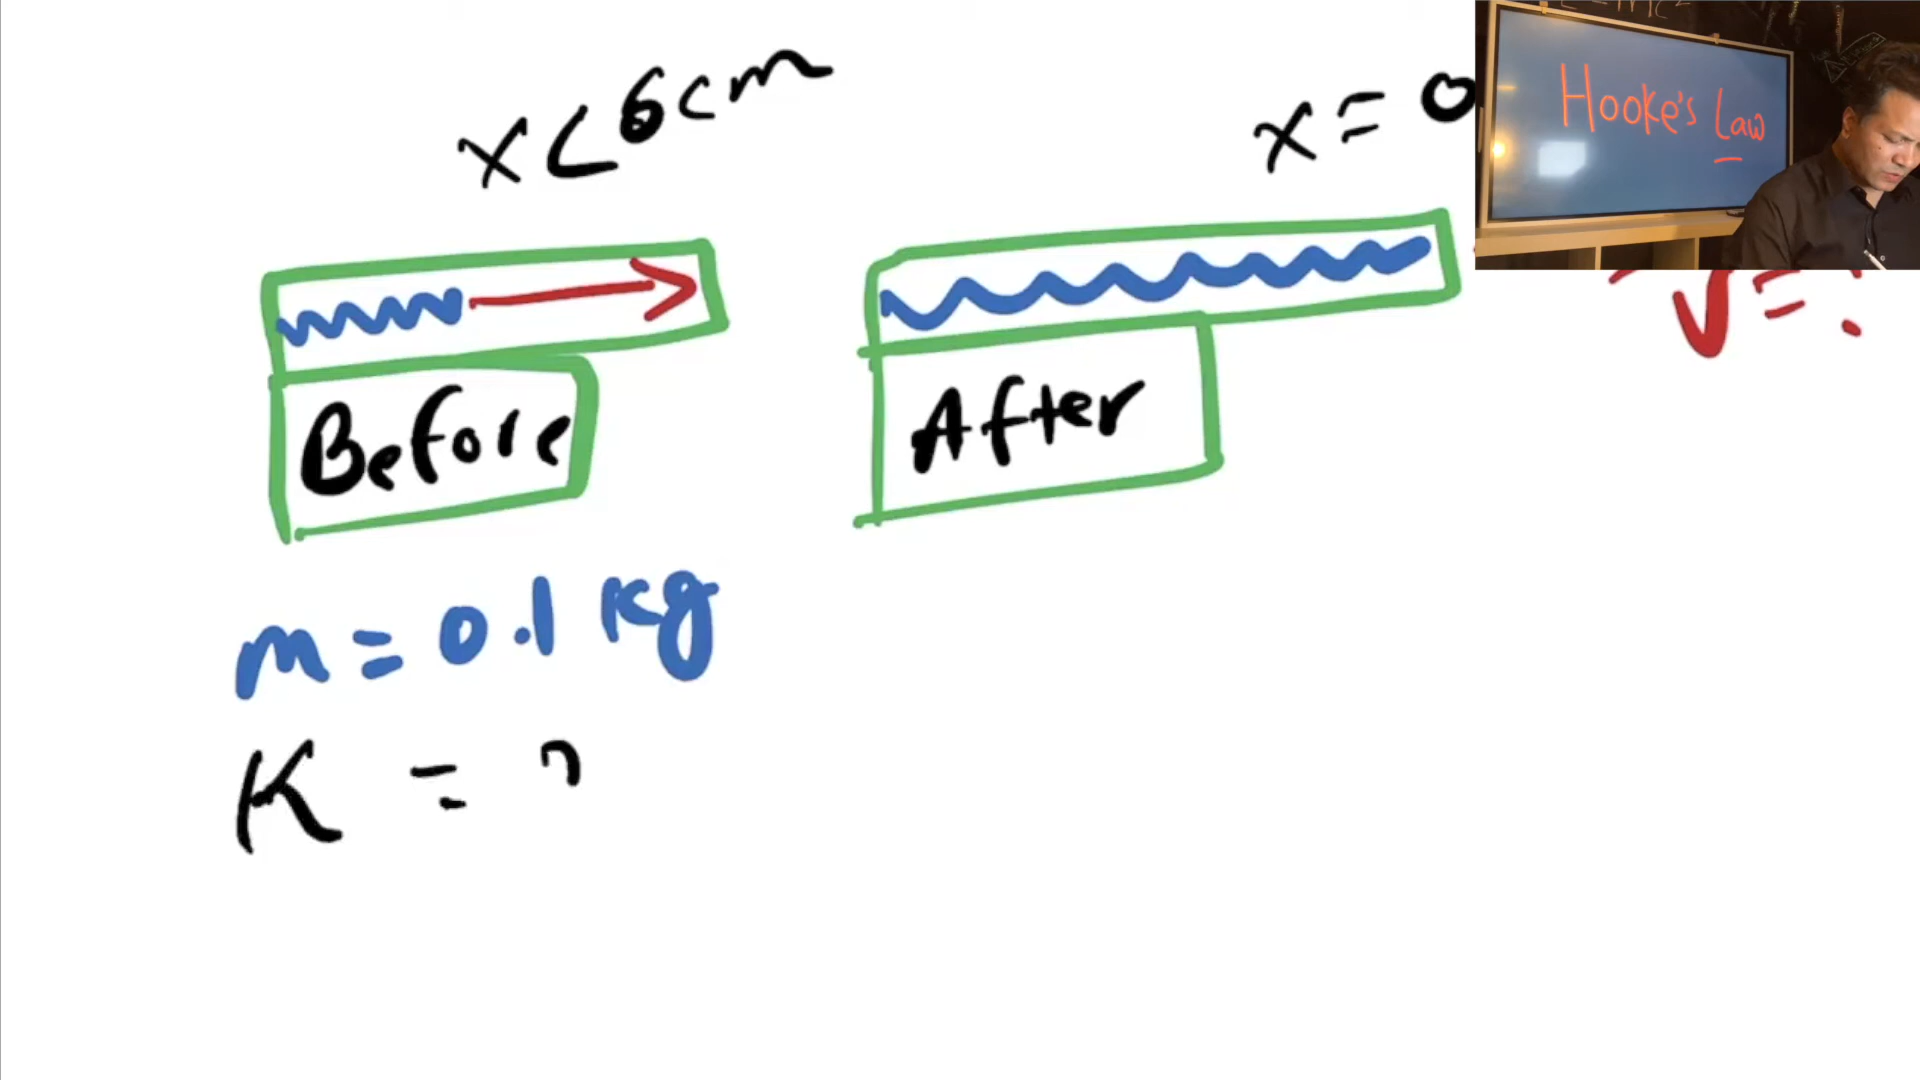 x < 6cm
x = 0
Hooke's Law
v = ?
Before
After
m = 0.1 kg
K = ?